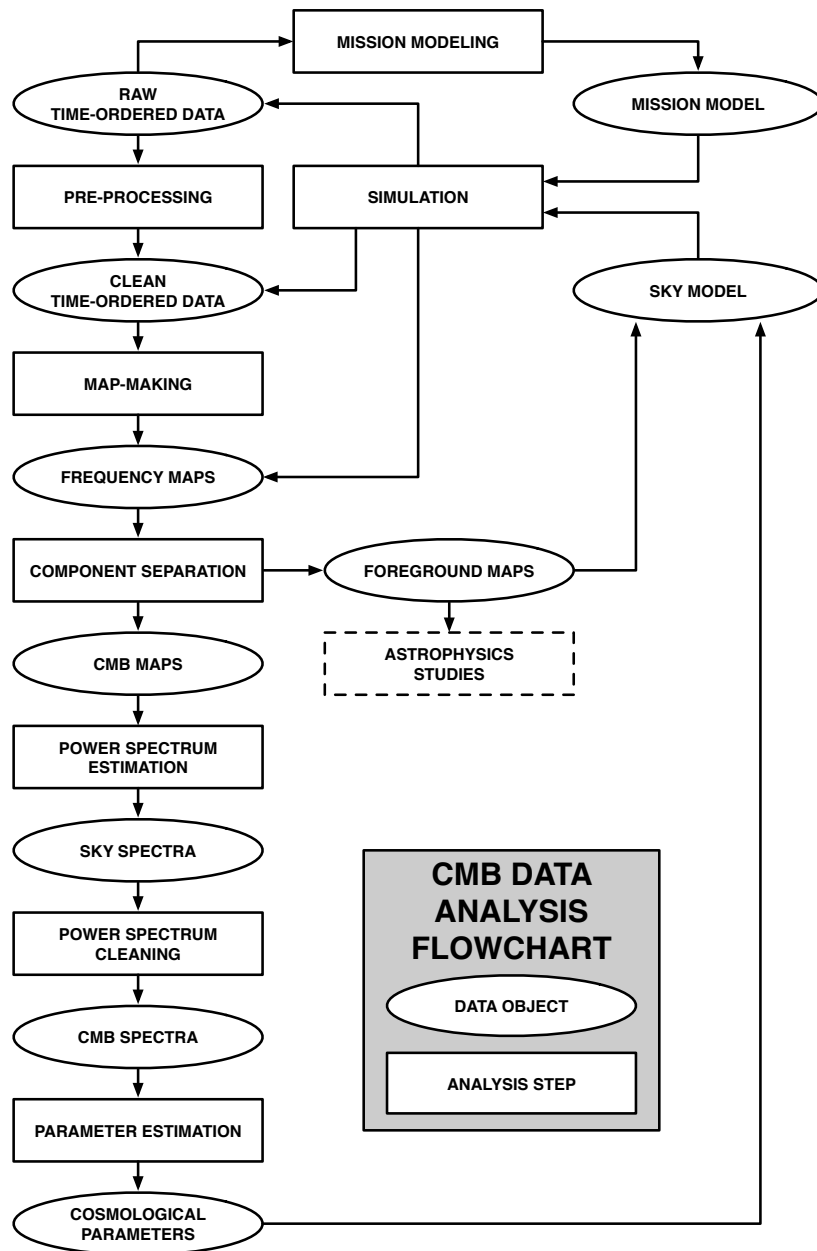 MISSION MODELING
RAW
TIME-ORDERED DATA
MISSION MODEL
PRE-PROCESSING
SIMULATION
CLEAN
TIME-ORDERED DATA
SKY MODEL
MAP-MAKING
FREQUENCY MAPS
COMPONENT SEPARATION
FOREGROUND MAPS
CMB MAPS
ASTROPHYSICS
STUDIES
POWER SPECTRUM
ESTIMATION
SKY SPECTRA
POWER SPECTRUM
CLEANING
CMB SPECTRA
PARAMETER ESTIMATION
COSMOLOGICAL
PARAMETERS
CMB DATA
ANALYSIS
FLOWCHART
DATA OBJECT
ANALYSIS STEP